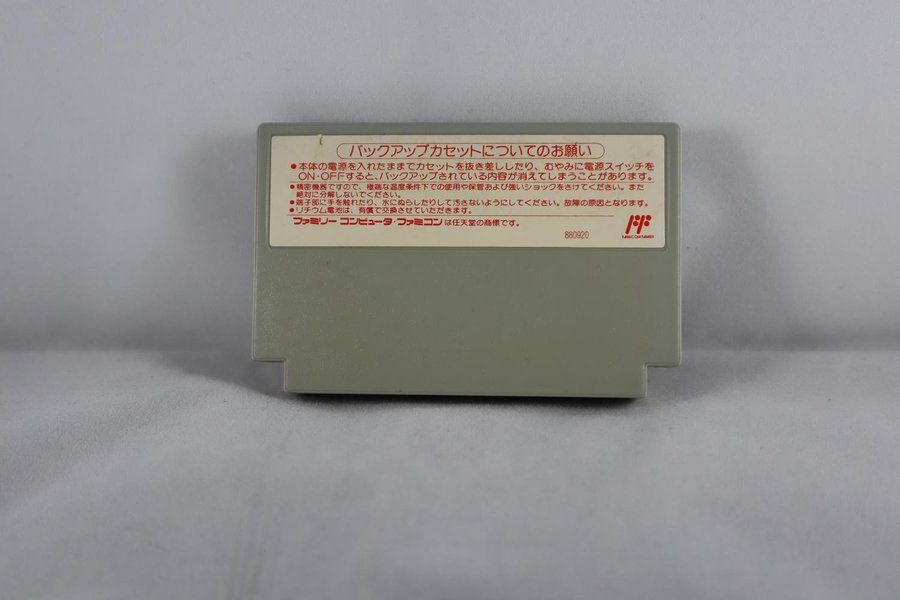 バックアップカセットについてのお願い
●本体の電源を入れたままでカセットを抜き差ししたり、むやみに電源スイッチを
ON・OFFすると、バックアップされている内容が消えてしまうことがあります。
●精密機器ですので、極端な温度条件下での使用や保管および強いショックをさけてください。また
絶対に分解しないでください。
●端子部に手を触れたり、水にぬらしたりして汚さないようにしてください。故障の原因となります。
●リチウム電池は、有償で交換させていただきます。
ファミリーコンピュータ・ファミコンは任天堂の商標です。
880920